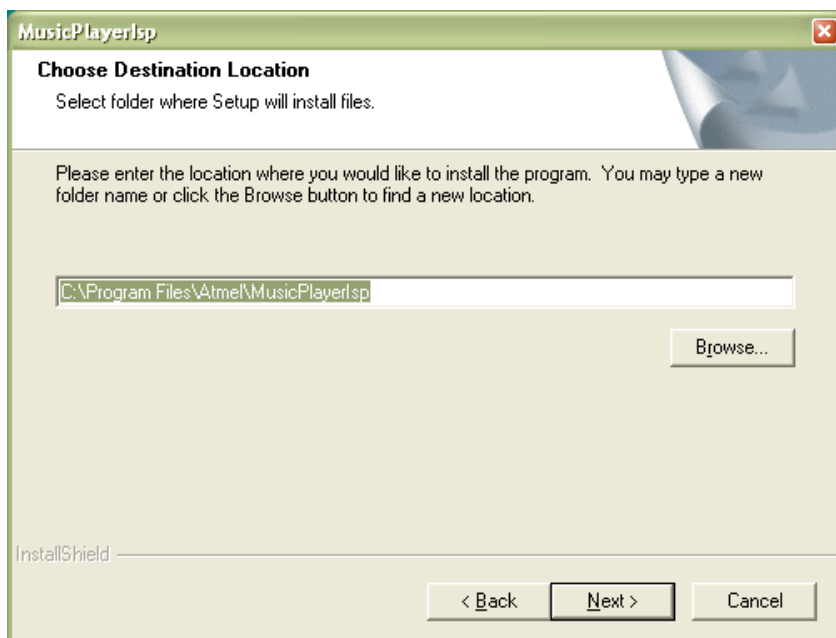 MusicPlayerIsp
Choose Destination Location
Select folder where Setup will install files.
Please enter the location where you would like to install the program. You may type a new
folder name or click the Browse button to find a new location.
C:\Program Files\Atmel\MusicPlayerIsp
Browse...
InstallShield
< Back
Next >
Cancel